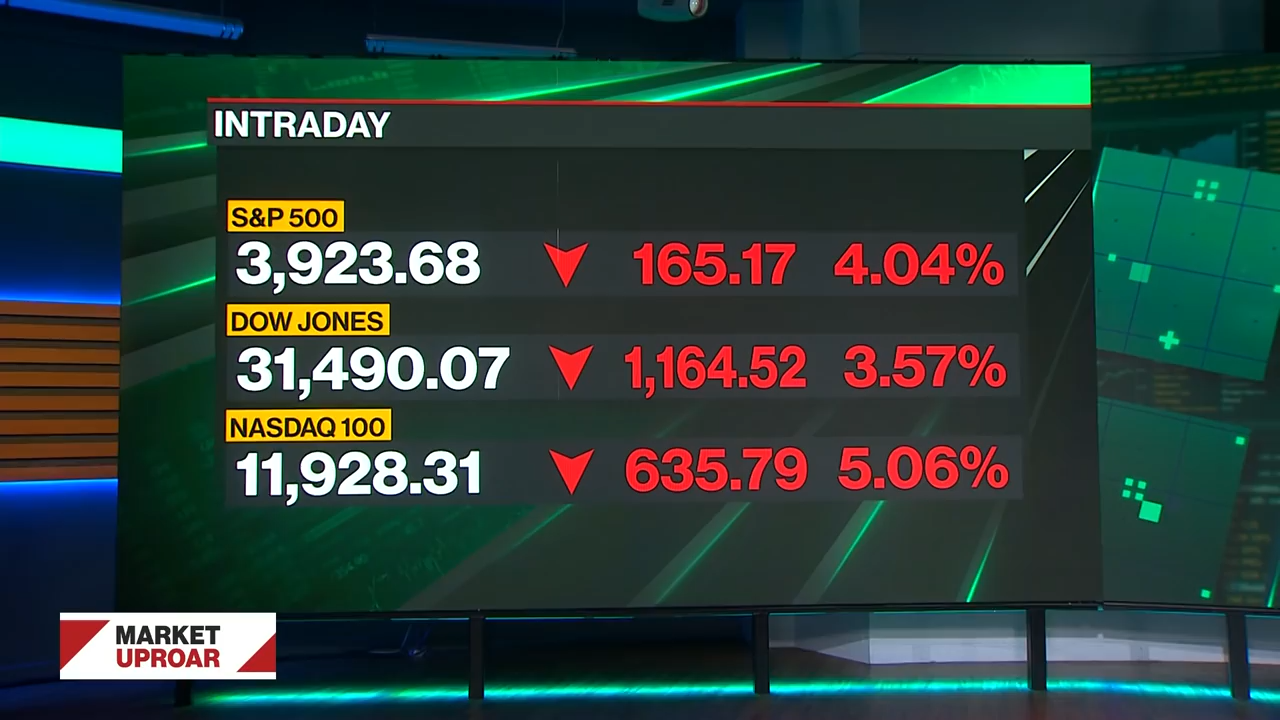 INTRADAY
S&P 500
3,923.68 165.17 4.04%
DOW JONES
31,490.07 1,164.52 3.57%
NASDAQ 100
11,928.31 635.79 5.06%
MARKET
UPROAR